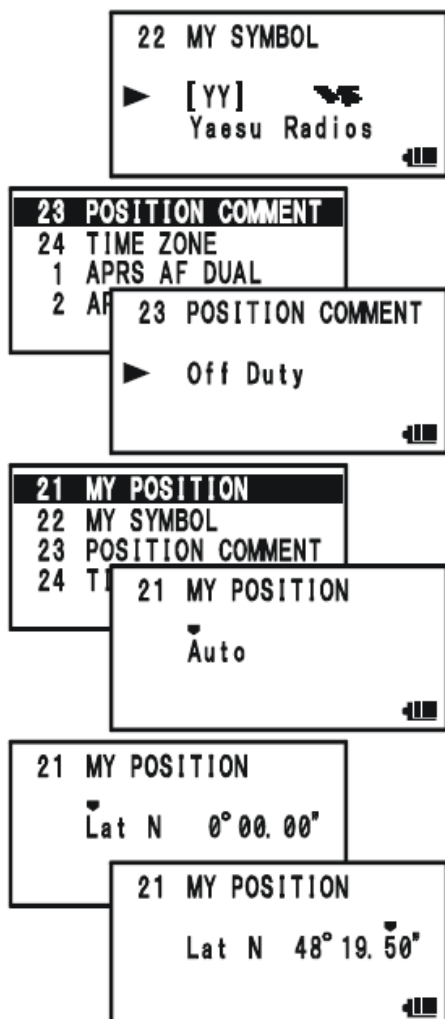 22 MY SYMBOL
[YY]
Yaesu Radios
23 POSITION COMMENT
24 TIME ZONE
1 APRS AF DUAL
2 AP
23 POSITION COMMENT
Off Duty
21 MY POSITION
22 MY SYMBOL
23 POSITION COMMENT
24 TI
21 MY POSITION
Auto
21 MY POSITION
Lat N 0°00.00"
21 MY POSITION
Lat N 48°19.50"